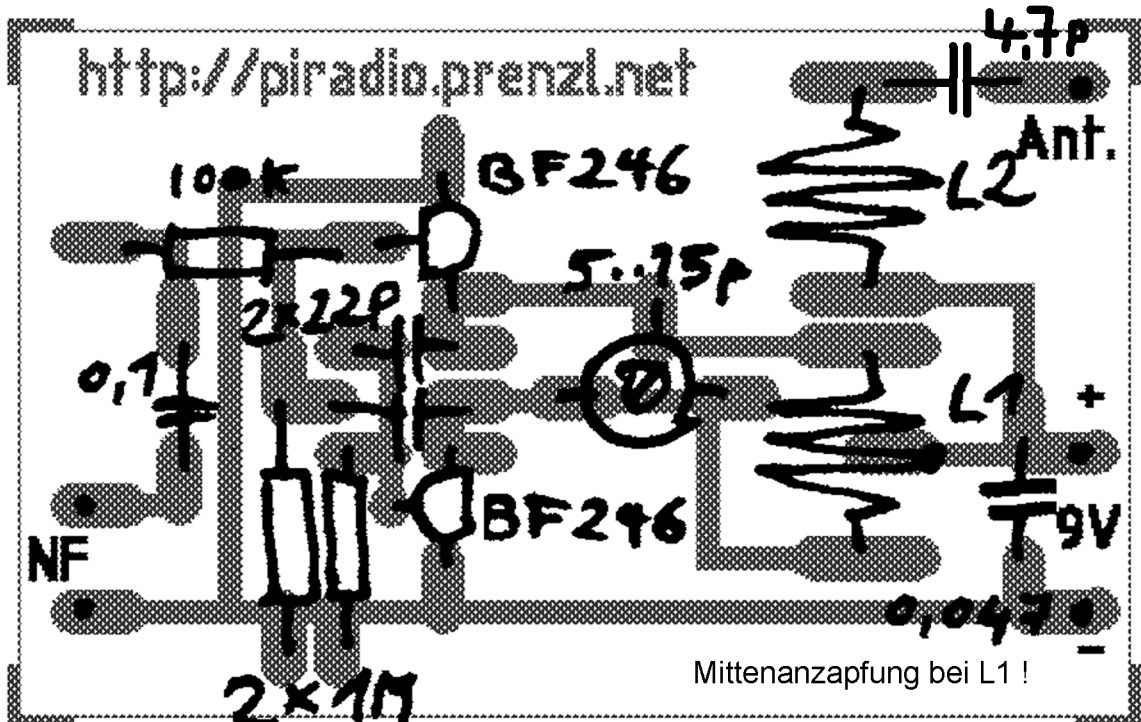 http://piradio.prenzl.net
4,7p
Ant.
100K
BF246
L2
5..25p
2x22p
0,1
L1
+
BF246
9V
NF
0,047
-
Mittenanzapfung bei L1 !
2x1M